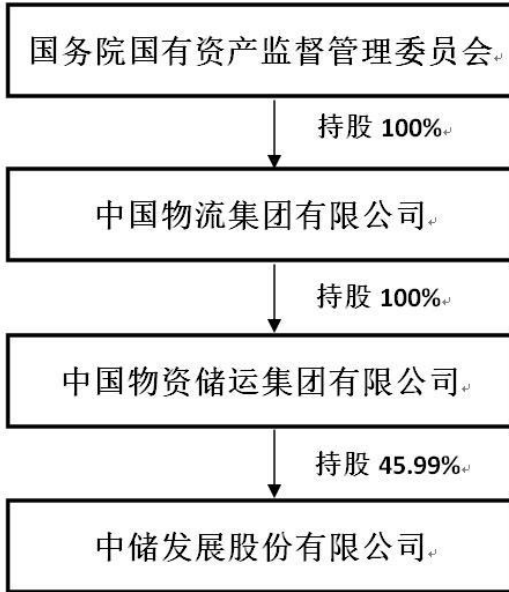 国务院国有资产监督管理委员会
持股 100%
中国物流集团有限公司
持股 100%
中国物资储运集团有限公司
持股 45.99%
中储发展股份有限公司